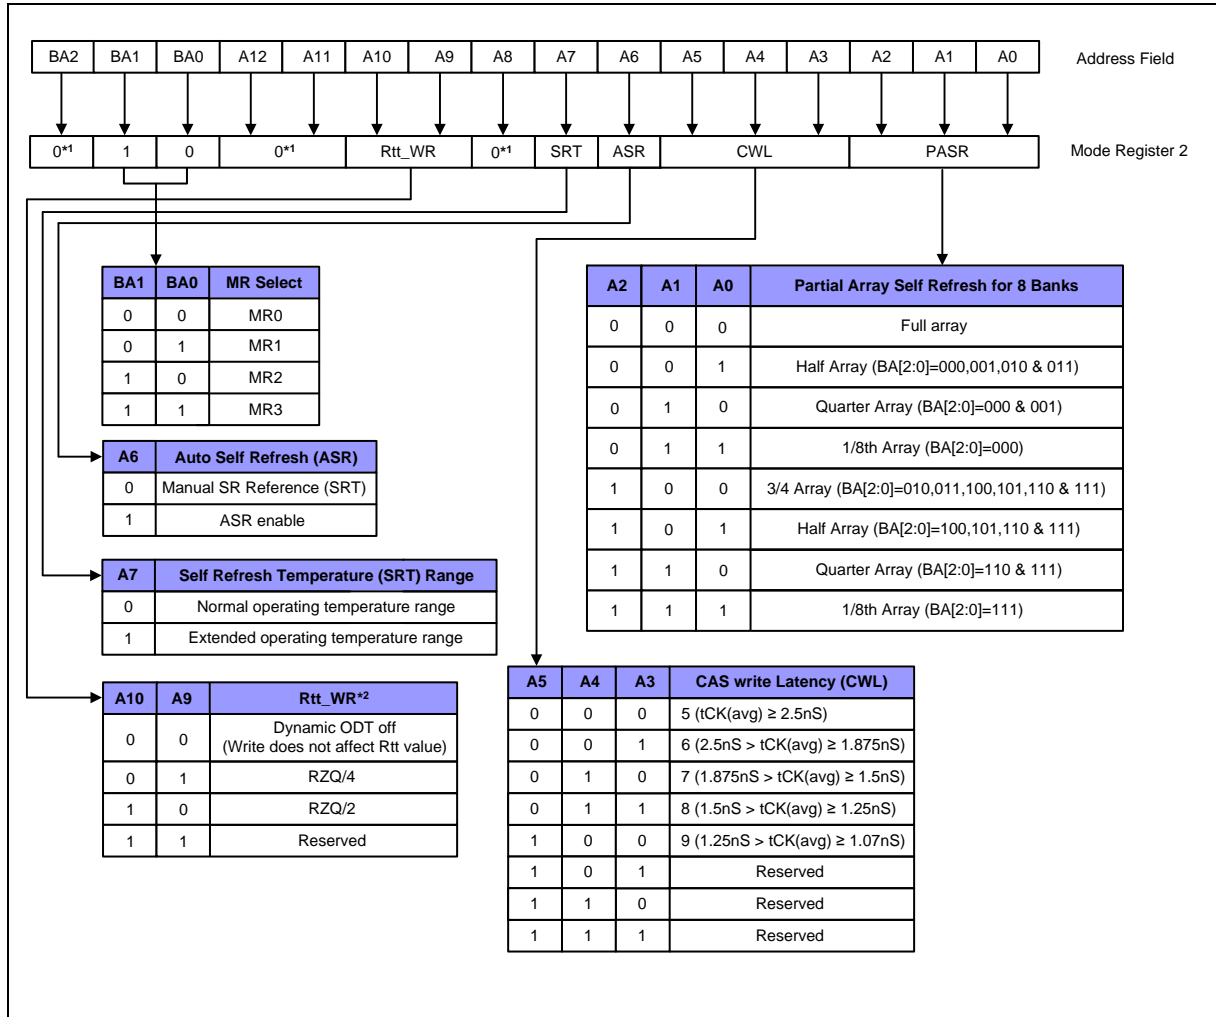 BA2 BA1 BA0 A12 A11 A10 A9 A8 A7 A6 A5 A4 A3 A2 A1 A0 Address Field
0*1 1 0 0*1 Rtt_WR 0*1 SRT ASR CWL PASR Mode Register 2
BA1 BA0 MR Select
0 0 MR0
0 1 MR1
1 0 MR2
1 1 MR3
A6 Auto Self Refresh (ASR)
0 Manual SR Reference (SRT)
1 ASR enable
A7 Self Refresh Temperature (SRT) Range
0 Normal operating temperature range
1 Extended operating temperature range
A10 A9 Rtt_WR*2
0 0 Dynamic ODT off
(Write does not affect Rtt value)
0 1 RZQ/4
1 0 RZQ/2
1 1 Reserved
A2 A1 A0 Partial Array Self Refresh for 8 Banks
0 0 0 Full array
0 0 1 Half Array (BA[2:0]=000,001,010 & 011)
0 1 0 Quarter Array (BA[2:0]=000 & 001)
0 1 1 1/8th Array (BA[2:0]=000)
1 0 0 3/4 Array (BA[2:0]=010,011,100,101,110 & 111)
1 0 1 Half Array (BA[2:0]=100,101,110 & 111)
1 1 0 Quarter Array (BA[2:0]=110 & 111)
1 1 1 1/8th Array (BA[2:0]=111)
A5 A4 A3 CAS write Latency (CWL)
0 0 0 5 (tCK(avg) ≥ 2.5nS)
0 0 1 6 (2.5nS > tCK(avg) ≥ 1.875nS)
0 1 0 7 (1.875nS > tCK(avg) ≥ 1.5nS)
0 1 1 8 (1.5nS > tCK(avg) ≥ 1.25nS)
1 0 0 9 (1.25nS > tCK(avg) ≥ 1.07nS)
1 0 1 Reserved
1 1 0 Reserved
1 1 1 Reserved